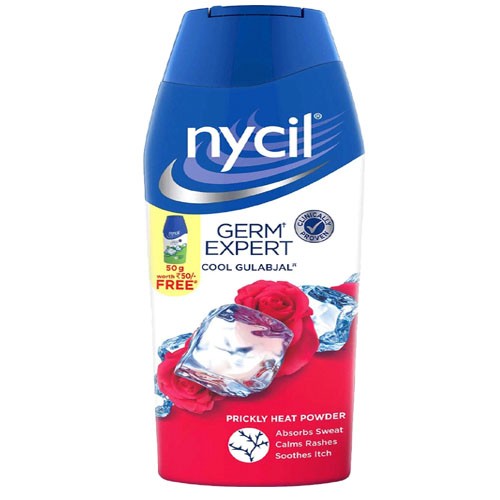 nycil®
GERM†
EXPERT
COOL GULABJAL
CLINICALLY
PROVEN
nycil
50 g
worth ₹50/-
FREE*
PRICKLY HEAT POWDER
Absorbs Sweat
Calms Rashes
Soothes Itch